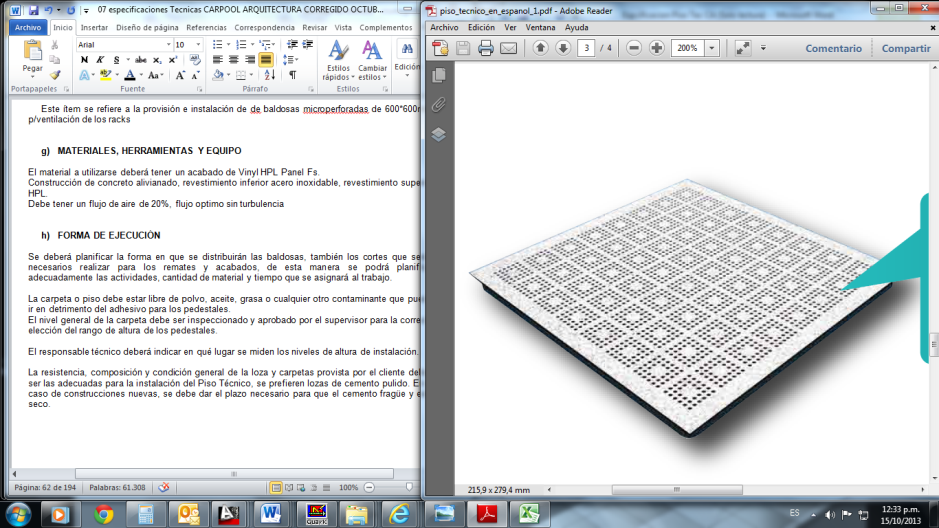 07 especificaciones Tecnicas CARPOOL ARQUITECTURA CORREGIDO OCTUB...
Archivo Inicio Insertar Diseño de página Referencias Correspondencia Revisar Vista Complementos
Pegar
Arial 10
N K S abc x₂ x²
Estilos rápidos
Cambiar estilos
Edición
Portapapeles Fuente Párrafo Estilos
Este ítem se refiere a la provisión e instalación de de baldosas microperforadas de 600*600
p/ventilación de los racks
g) MATERIALES, HERRAMIENTAS Y EQUIPO
El material a utilizarse deberá tener un acabado de Vinyl HPL Panel Fs.
Construcción de concreto alivianado, revestimiento inferior acero inoxidable, revestimiento supe
HPL.
Debe tener un flujo de aire de 20%, flujo optimo sin turbulencia
h) FORMA DE EJECUCIÓN
Se deberá planificar la forma en que se distribuirán las baldosas, también los cortes que se
necesarios realizar para los remates y acabados, de esta manera se podrá planif
adecuadamente las actividades, cantidad de material y tiempo que se asignará al trabajo.
La carpeta o piso debe estar libre de polvo, aceite, grasa o cualquier otro contaminante que pu
ir en detrimento del adhesivo para los pedestales.
El nivel general de la carpeta debe ser inspeccionado y aprobado por el supervisor para la corre
elección del rango de altura de los pedestales.
El responsable técnico deberá indicar en qué lugar se miden los niveles de altura de instalación.
La resistencia, composición y condición general de la loza y carpetas provista por el cliente de
ser las adecuadas para la instalación del Piso Técnico, se prefieren lozas de cemento pulido. E
caso de construcciones nuevas, se debe dar el plazo necesario para que el cemento fragüe y e
seco.
Página: 62 de 194 Palabras: 61.308 100%
piso_tecnico_en_espanol_1.pdf - Adobe Reader
Archivo Edición Ver Ventana Ayuda
3 / 4 200% Comentario Compartir
215,9 x 279,4 mm
ES 12:33 p.m.
15/10/2013